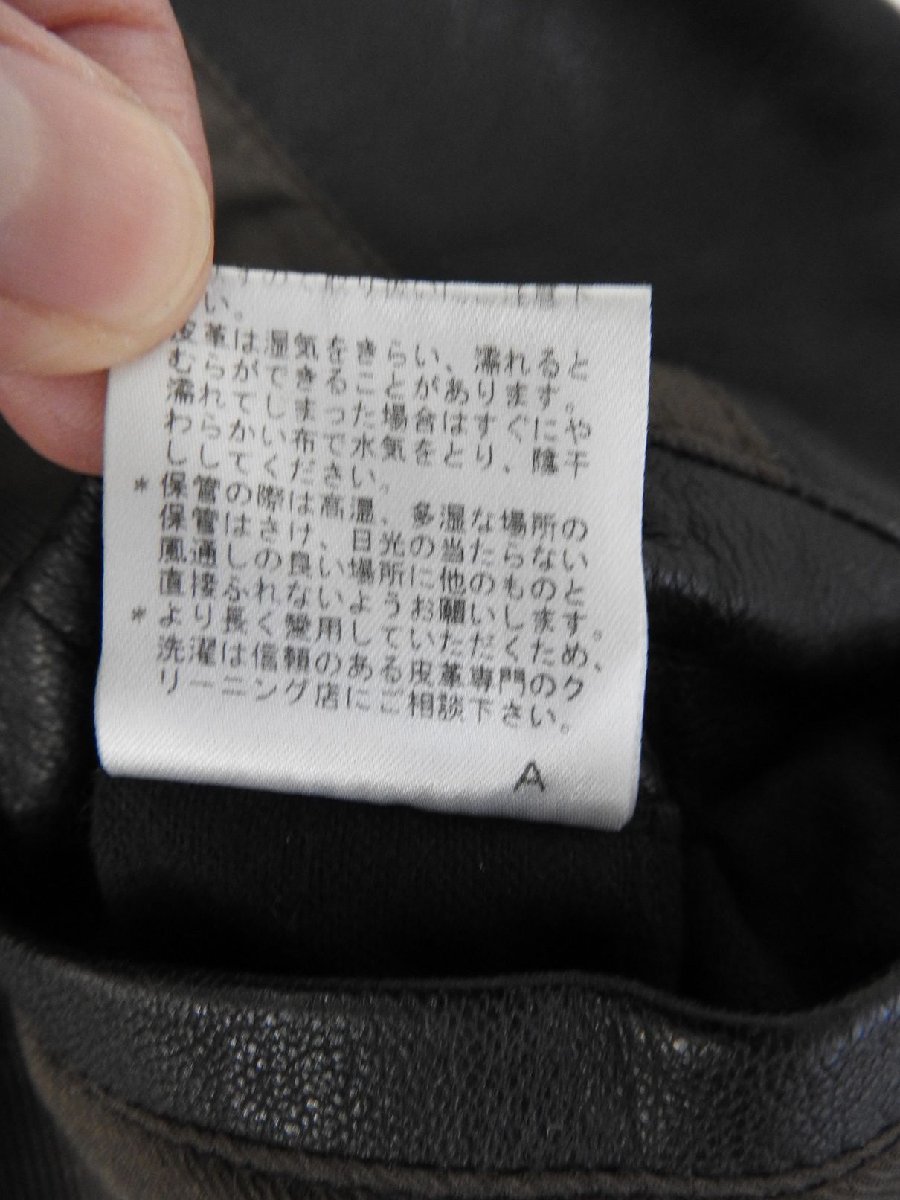 い。
皮革は湿気をきらい、濡れると
むらができることがあります。
濡れてしまった場合はすぐにや
わらかい布で水気をとり、陰干
ししてください。
*保管の際は高温、多湿な場所の
保管はさけ、日光の当たらない
風通しの良い場所に他のものと
直接ふれないようお願いします。
*より長く愛用していただくため、
洗濯は信頼のある皮革専門のク
リーニング店にご相談下さい。
A